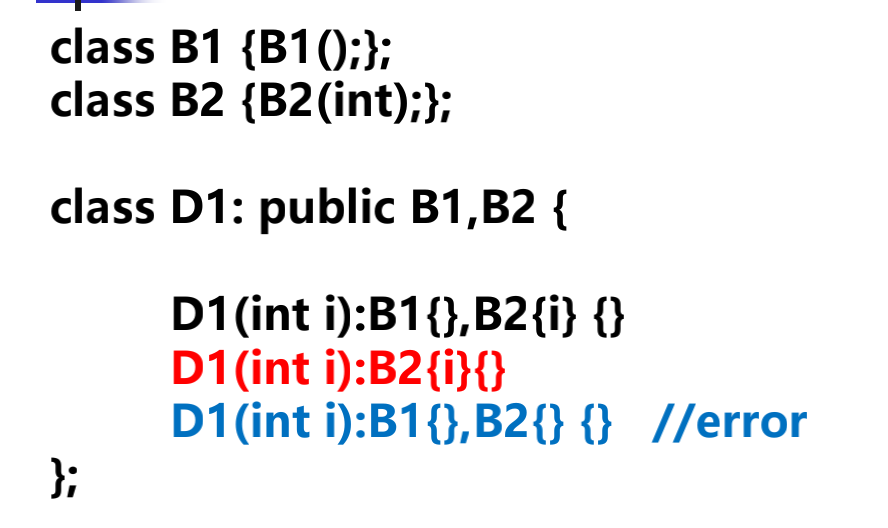 class B1 {B1();};
class B2 {B2(int);};
class D1: public B1,B2 {
D1(int i):B1{},B2{i} {}
D1(int i):B2{i}{}
D1(int i):B1{},B2{} {} //error
};